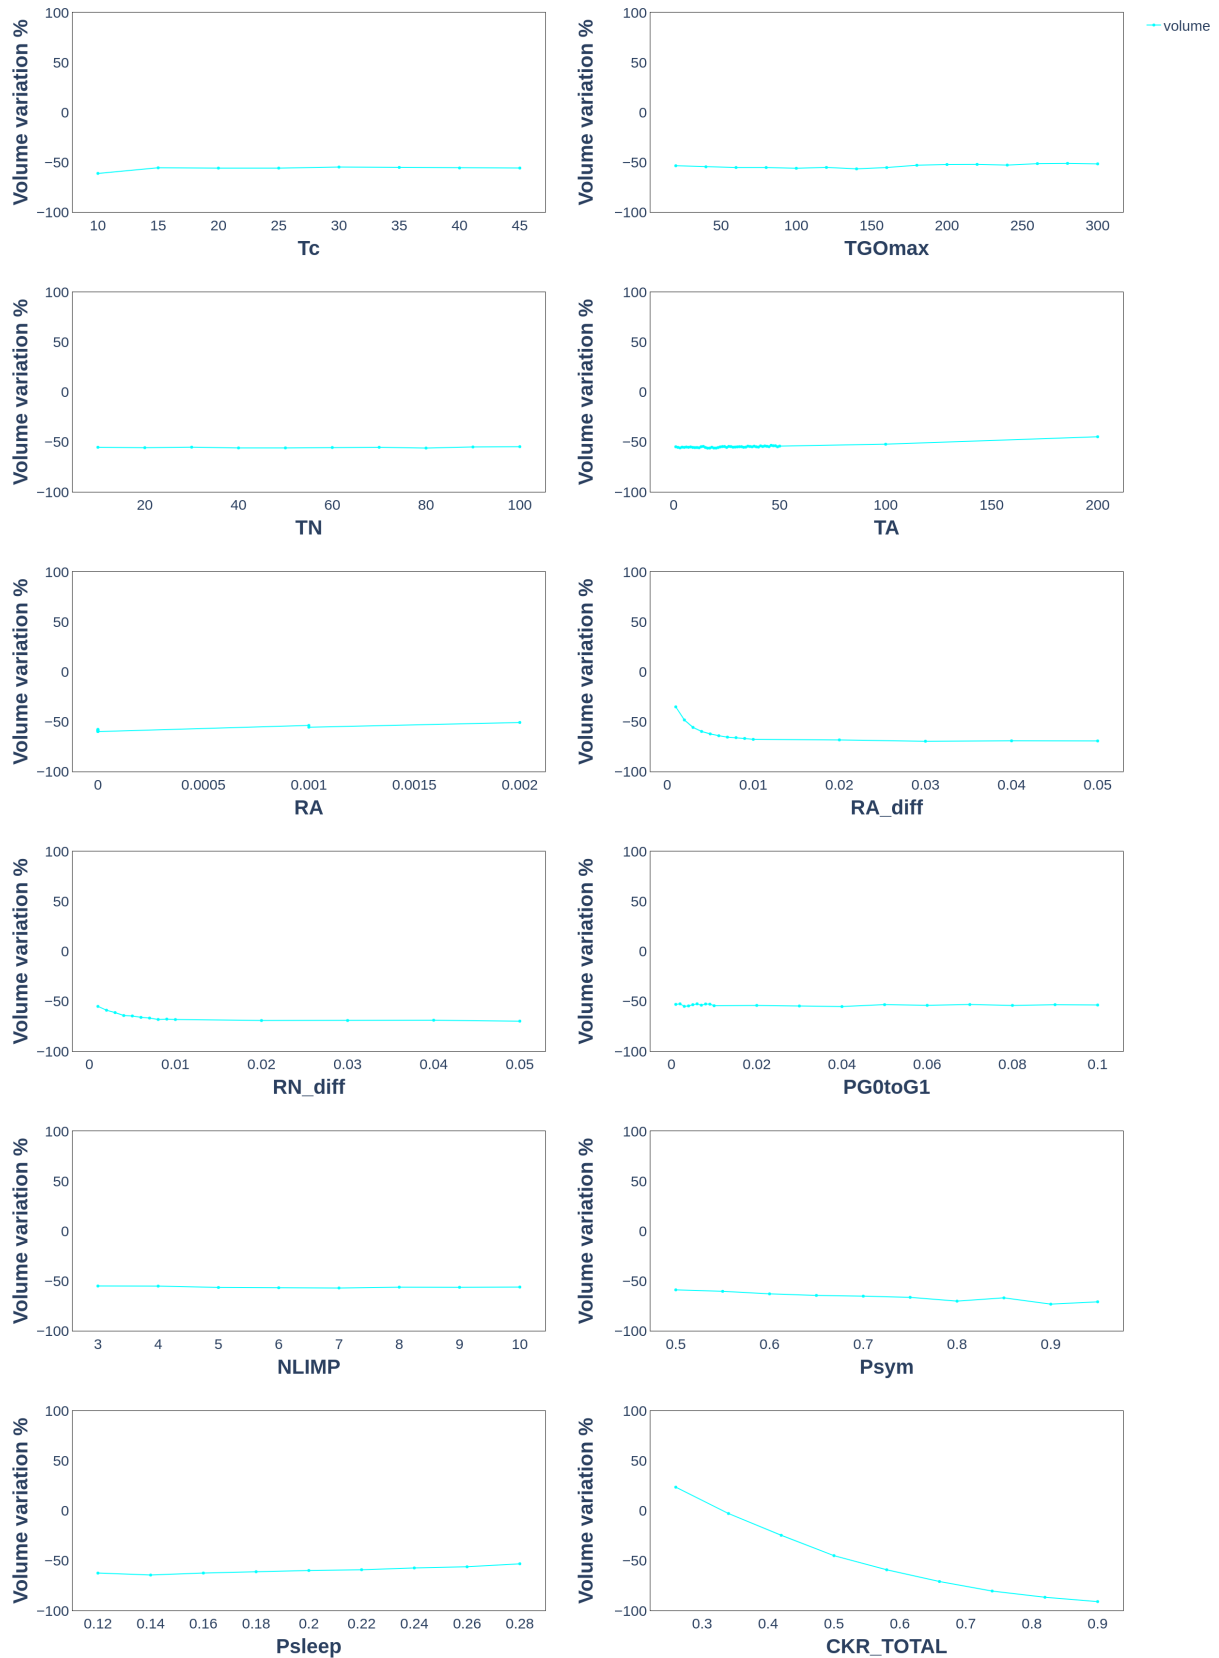 Volume variation %
100
50
0
−50
−100
10 15 20 25 30 35 40 45
Tc
Volume variation %
100
50
0
−50
−100
50 100 150 200 250 300
TGOmax
volume
Volume variation %
100
50
0
−50
−100
20 40 60 80 100
TN
Volume variation %
100
50
0
−50
−100
0 50 100 150 200
TA
Volume variation %
100
50
0
−50
−100
0 0.0005 0.001 0.0015 0.002
RA
Volume variation %
100
50
0
−50
−100
0 0.01 0.02 0.03 0.04 0.05
RA_diff
Volume variation %
100
50
0
−50
−100
0 0.01 0.02 0.03 0.04 0.05
RN_diff
Volume variation %
100
50
0
−50
−100
0 0.02 0.04 0.06 0.08 0.1
PG0toG1
Volume variation %
100
50
0
−50
−100
3 4 5 6 7 8 9 10
NLIMP
Volume variation %
100
50
0
−50
−100
0.5 0.6 0.7 0.8 0.9
Psym
Volume variation %
100
50
0
−50
−100
0.12 0.14 0.16 0.18 0.2 0.22 0.24 0.26 0.28
Psleep
Volume variation %
100
50
0
−50
−100
0.3 0.4 0.5 0.6 0.7 0.8 0.9
CKR_TOTAL